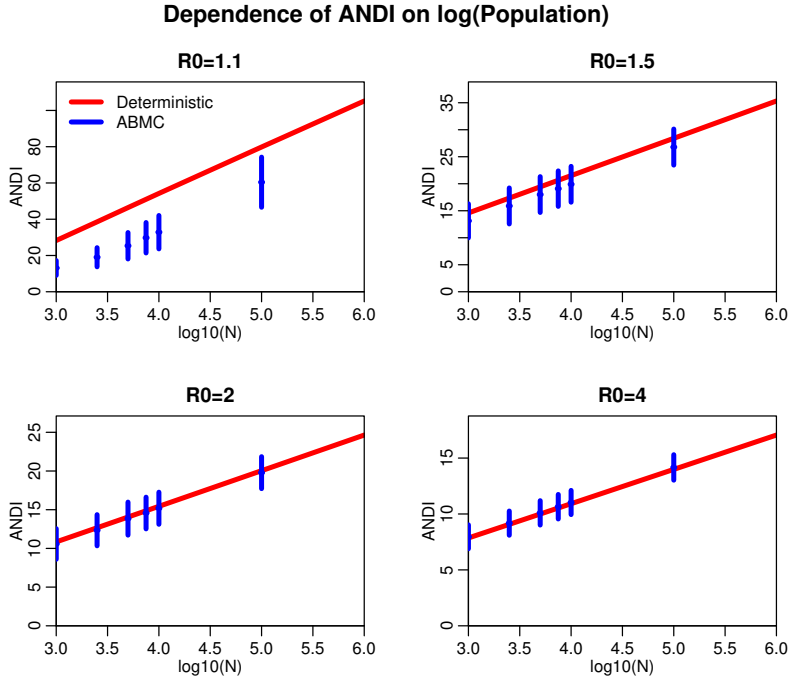 Dependence of ANDI on log(Population)
R0=1.1
R0=1.5
Deterministic
ABMC
ANDI
0 20 40 60 80
3.0 3.5 4.0 4.5 5.0 5.5 6.0
log10(N)
ANDI
0 5 15 25 35
3.0 3.5 4.0 4.5 5.0 5.5 6.0
log10(N)
R0=2
R0=4
ANDI
0 5 10 15 20 25
3.0 3.5 4.0 4.5 5.0 5.5 6.0
log10(N)
ANDI
0 5 10 15
3.0 3.5 4.0 4.5 5.0 5.5 6.0
log10(N)